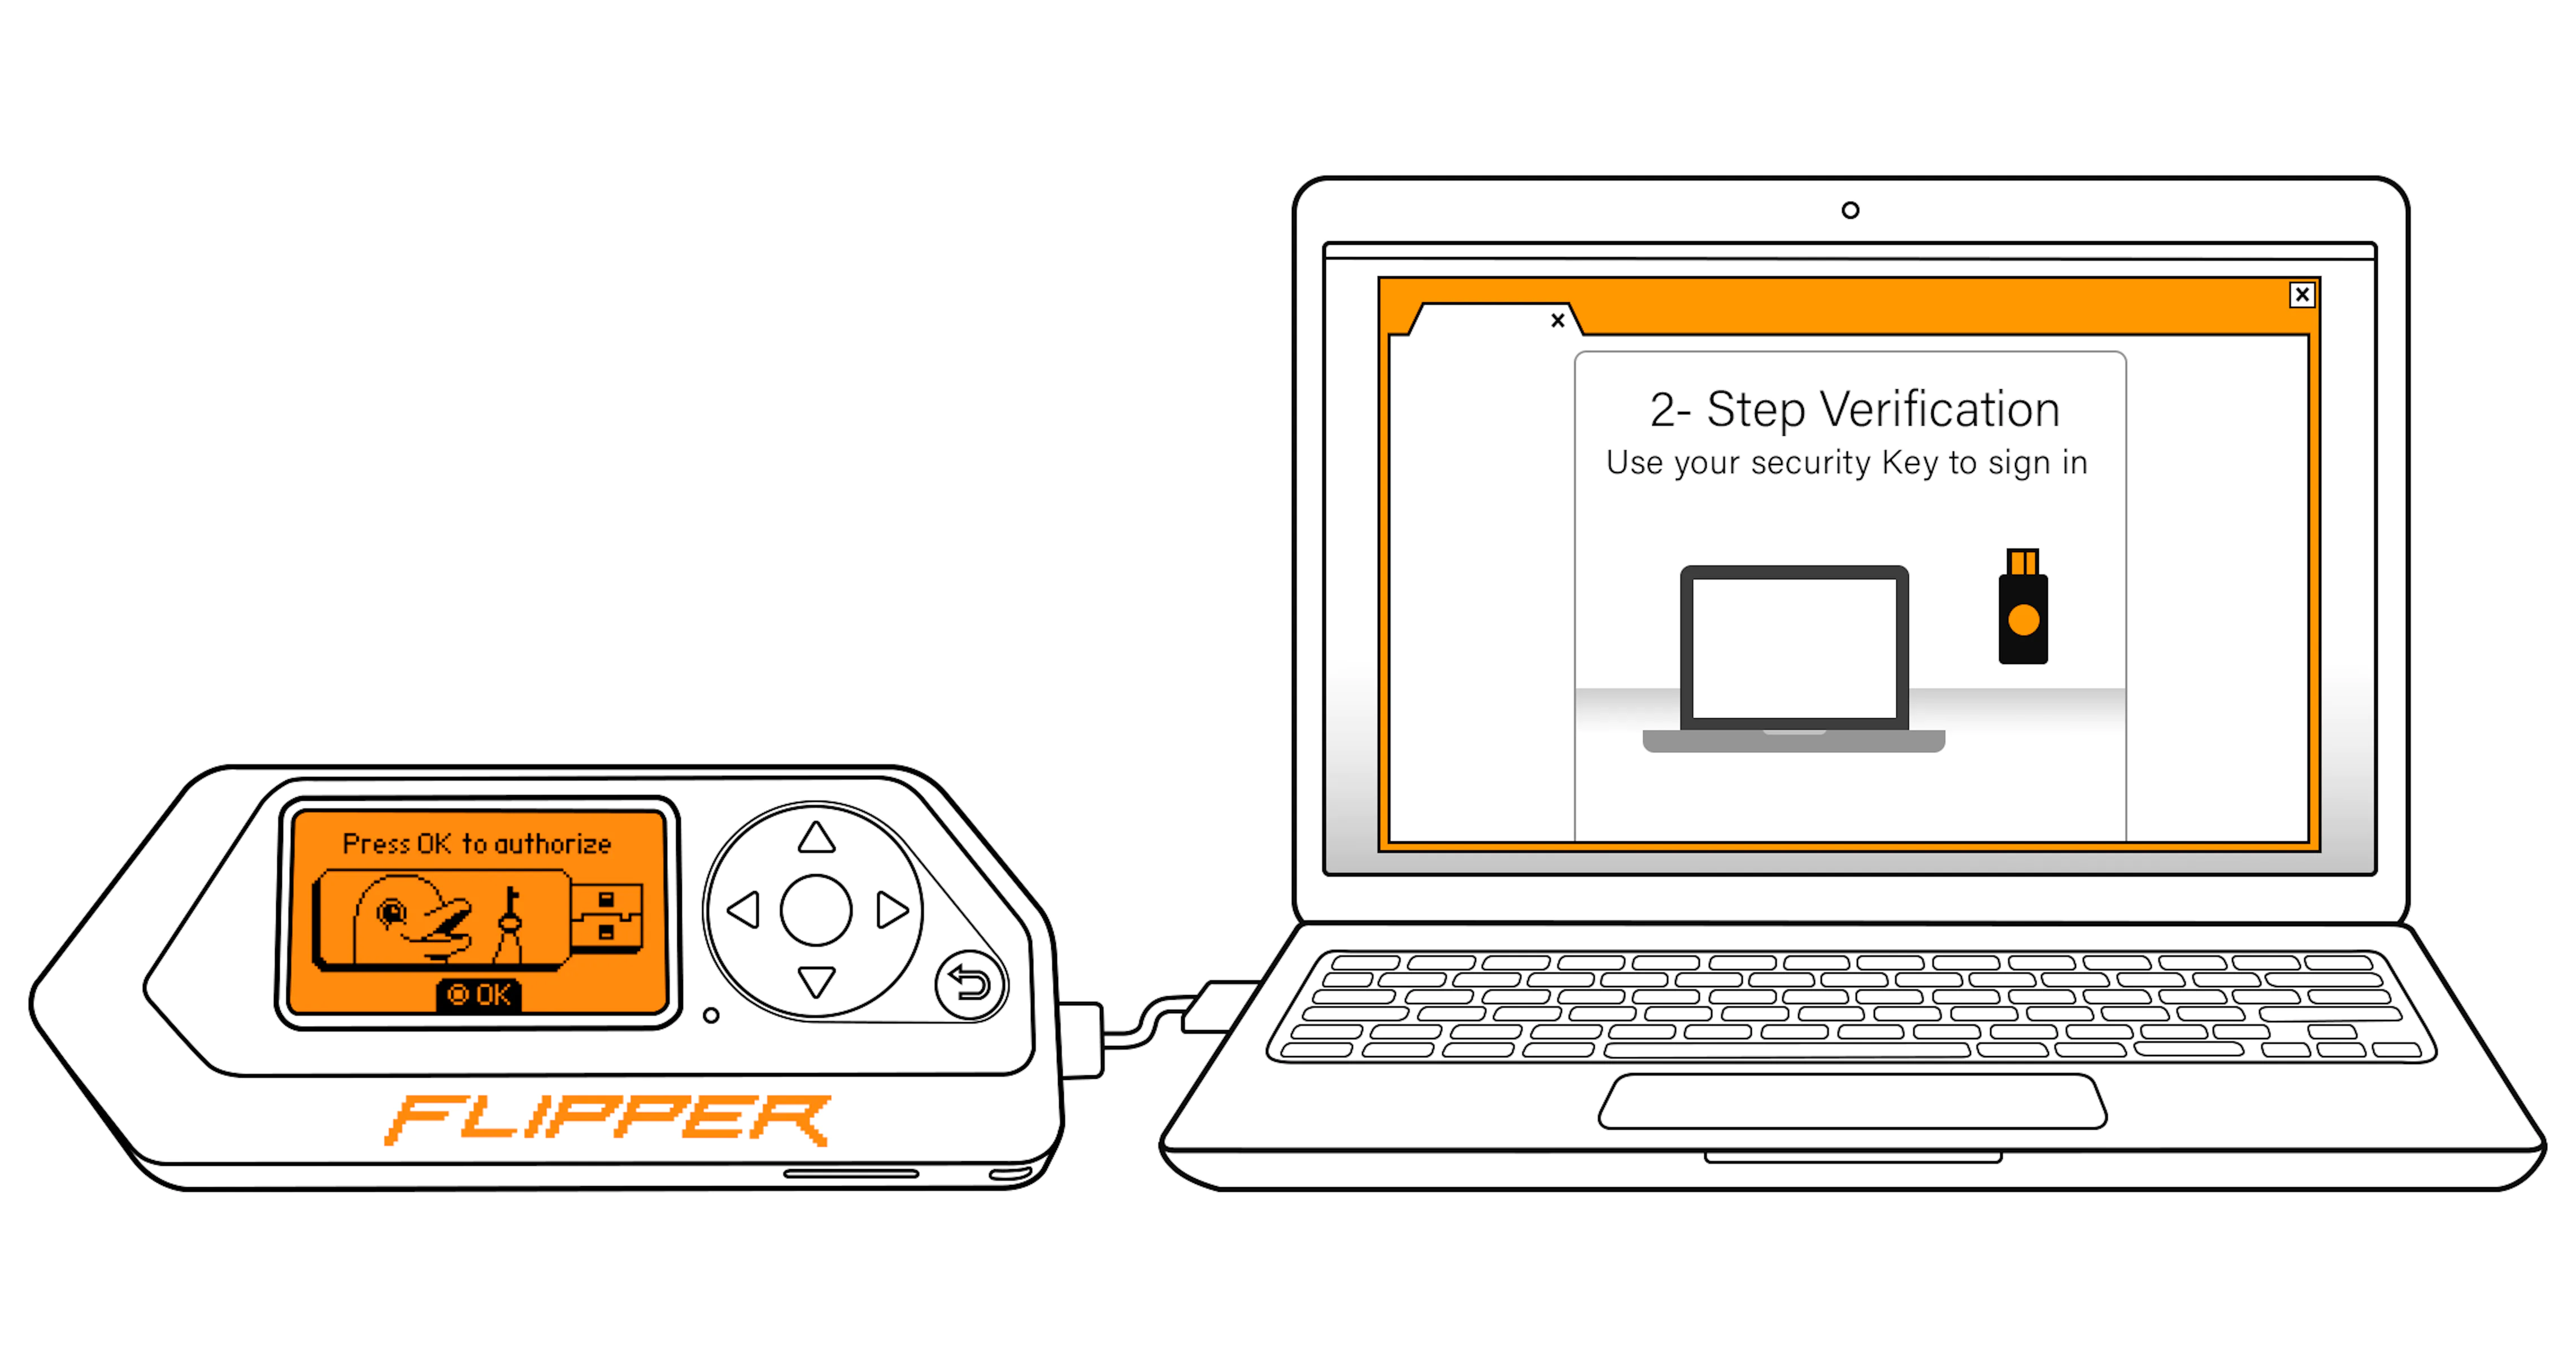 2- Step Verification
Use your security Key to sign in
Press OK to authorize
OK
FLIPPER